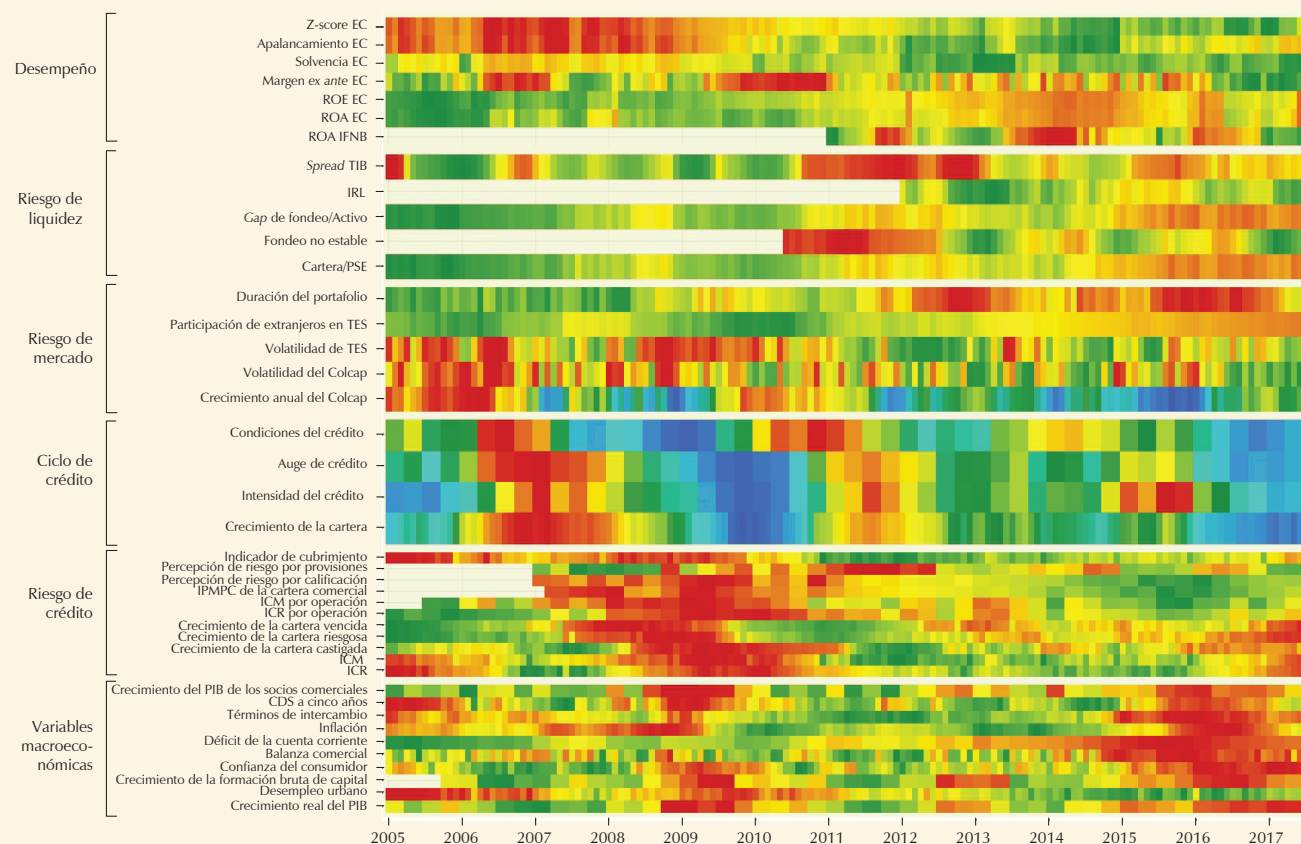 Desempeño
Z-score EC
Apalancamiento EC
Solvencia EC
Margen ex ante EC
ROE EC
ROA EC
ROA IFNB
Riesgo de
liquidez
Spread TIB
IRL
Gap de fondeo/Activo
Fondeo no estable
Cartera/PSE
Riesgo de
mercado
Duración del portafolio
Participación de extranjeros en TES
Volatilidad de TES
Volatilidad del Colcap
Crecimiento anual del Colcap
Ciclo de
crédito
Condiciones del crédito
Auge de crédito
Intensidad del crédito
Crecimiento de la cartera
Riesgo de
crédito
Indicador de cubrimiento
Percepción de riesgo por provisiones
Percepción de riesgo por calificación
IPMPC de la cartera comercial
ICM por operación
ICR por operación
Crecimiento de la cartera vencida
Crecimiento de la cartera riesgosa
Crecimiento de la cartera castigada
ICM
ICR
Variables
macroeco-
nómicas
Crecimiento del PIB de los socios comerciales
CDS a cinco años
Términos de intercambio
Inflación
Déficit de la cuenta corriente
Balanza comercial
Confianza del consumidor
Crecimiento de la formación bruta de capital
Desempleo urbano
Crecimiento real del PIB
2005 2006 2007 2008 2009 2010 2011 2012 2013 2014 2015 2016 2017